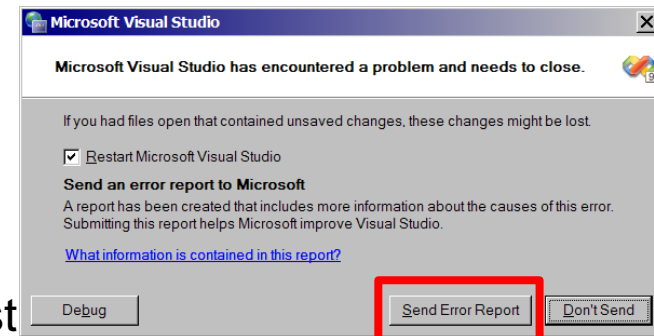 Microsoft Visual Studio
Microsoft Visual Studio has encountered a problem and needs to close.
9
If you had files open that contained unsaved changes, these changes might be lost.
Restart Microsoft Visual Studio
Send an error report to Microsoft
A report has been created that includes more information about the causes of this error.
Submitting this report helps Microsoft improve Visual Studio.
What information is contained in this report?
st Debug Send Error Report Don't Send